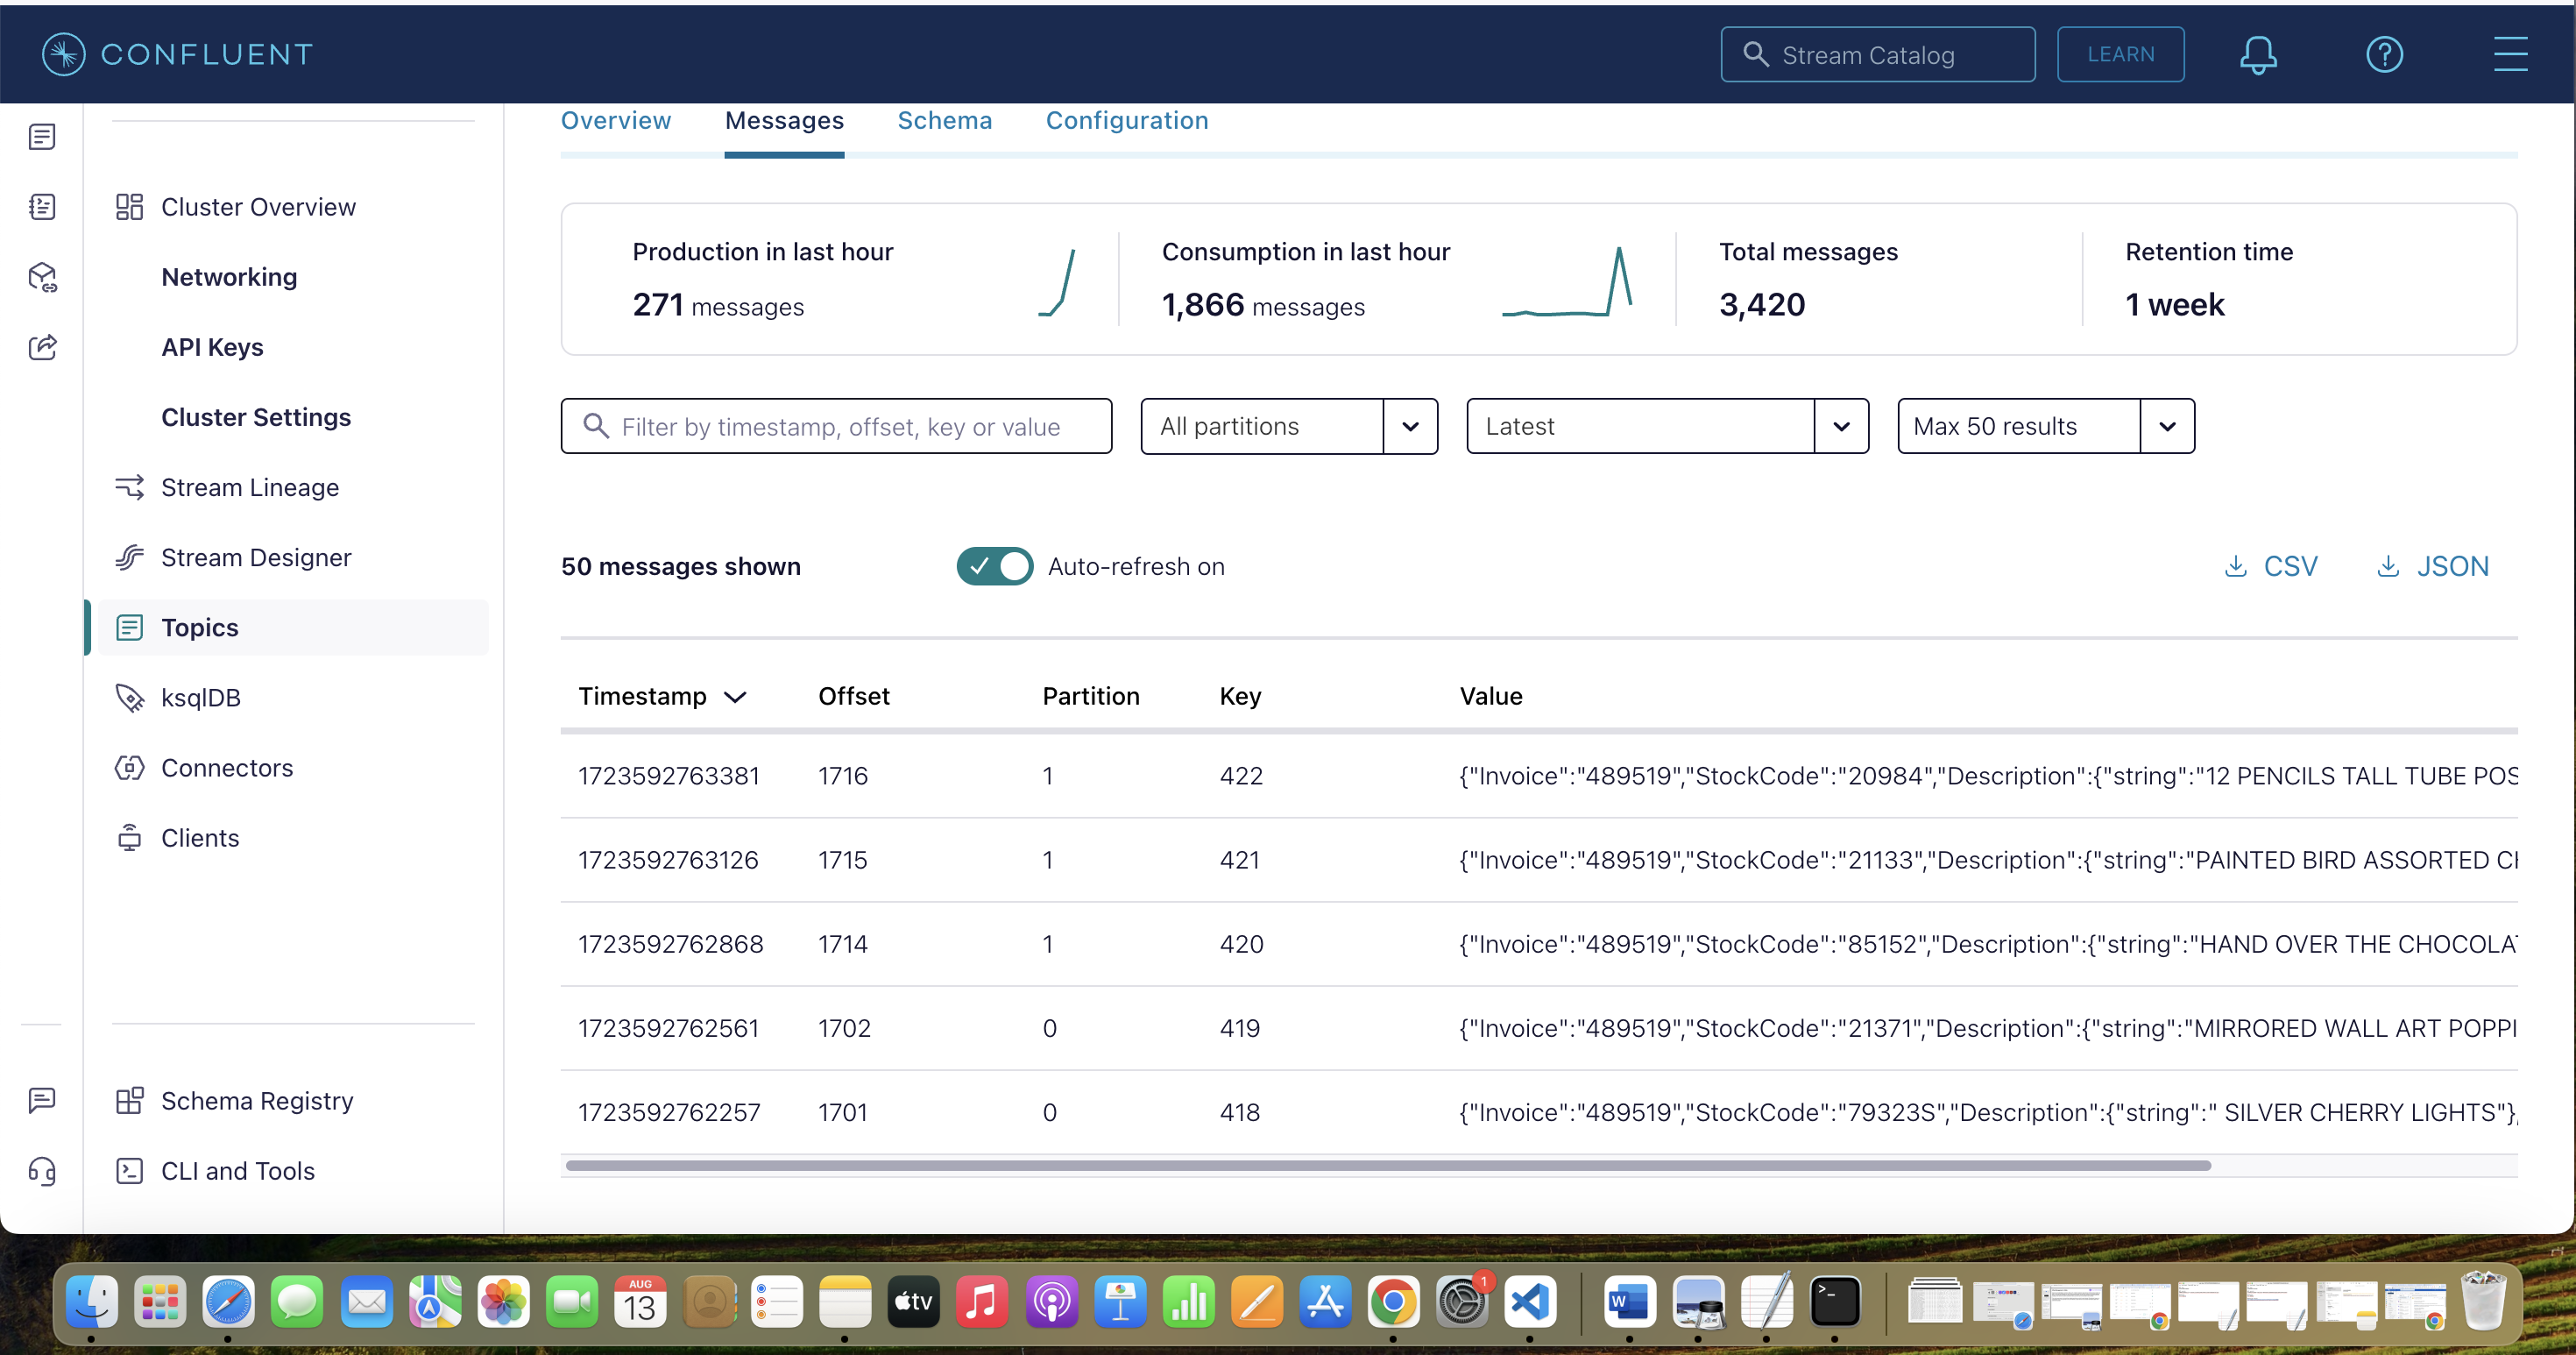 CONFLUENT
Stream Catalog
LEARN
Overview Messages Schema Configuration
Cluster Overview
Networking
API Keys
Cluster Settings
Stream Lineage
Stream Designer
Topics
ksqlDB
Connectors
Clients
Schema Registry
CLI and Tools
Production in last hour
271 messages
Consumption in last hour
1,866 messages
Total messages
3,420
Retention time
1 week
Filter by timestamp, offset, key or value
All partitions
Latest
Max 50 results
50 messages shown
Auto-refresh on
CSV
JSON
Timestamp Offset Partition Key Value
1723592763381 1716 1 422 {"Invoice":"489519","StockCode":"20984","Description":{"string":"12 PENCILS TALL TUBE POS
1723592763126 1715 1 421 {"Invoice":"489519","StockCode":"21133","Description":{"string":"PAINTED BIRD ASSORTED CH
1723592762868 1714 1 420 {"Invoice":"489519","StockCode":"85152","Description":{"string":"HAND OVER THE CHOCOLAT
1723592762561 1702 0 419 {"Invoice":"489519","StockCode":"21371","Description":{"string":"MIRRORED WALL ART POPPI
1723592762257 1701 0 418 {"Invoice":"489519","StockCode":"79323S","Description":{"string":" SILVER CHERRY LIGHTS"},
AUG
13
tv
1
W